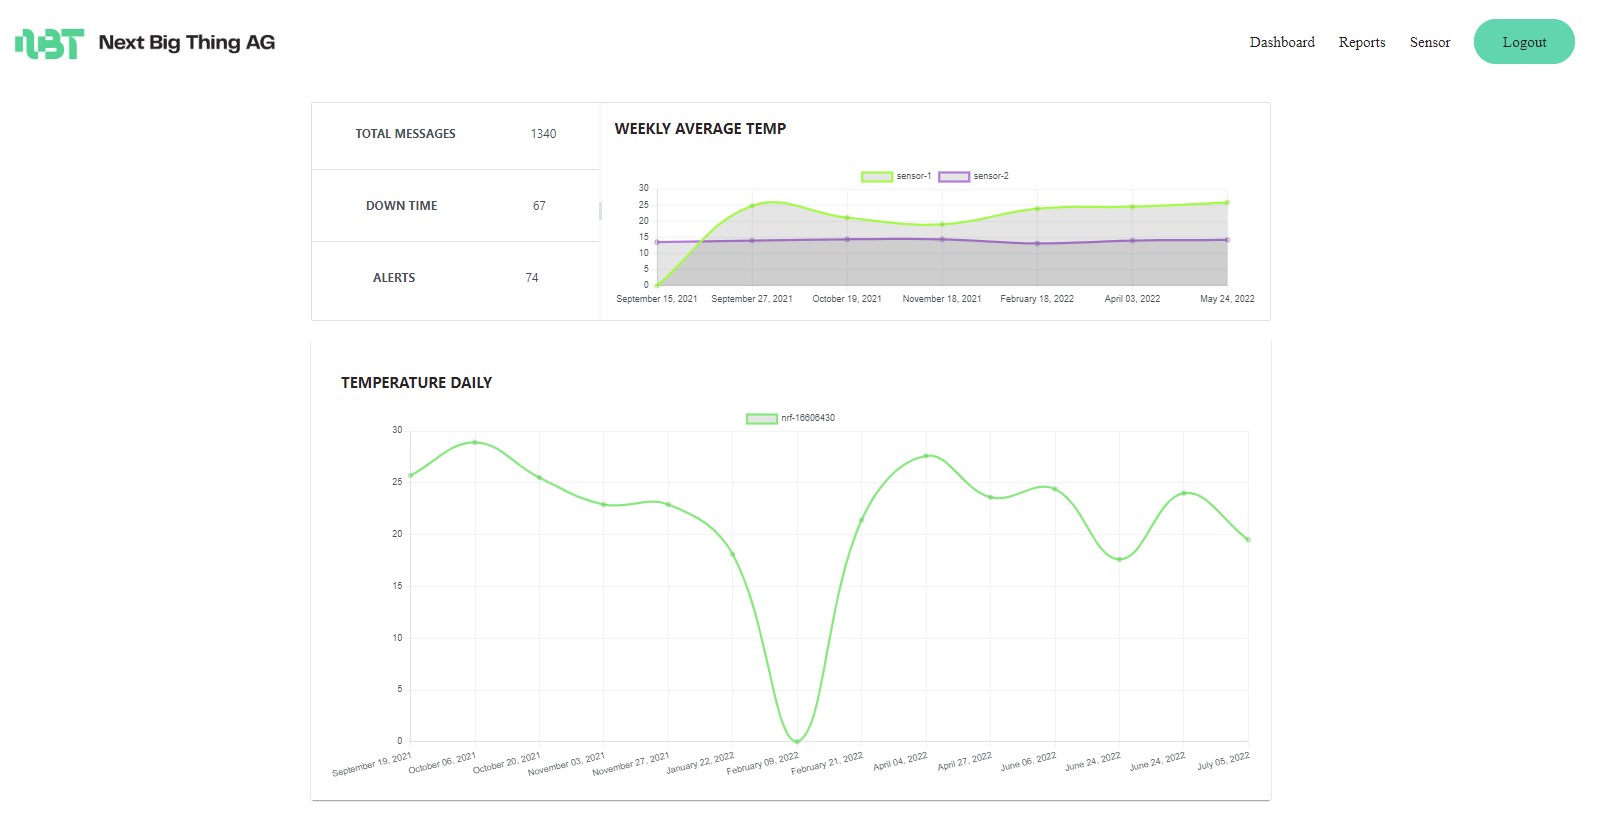 NBT Next Big Thing AG
Dashboard Reports Sensor Logout
TOTAL MESSAGES 1340
DOWN TIME 67
ALERTS 74
WEEKLY AVERAGE TEMP
sensor-1 sensor-2
30
25
20
15
10
5
0
September 15, 2021 September 27, 2021 October 19, 2021 November 18, 2021 February 18, 2022 April 03, 2022 May 24, 2022
TEMPERATURE DAILY
nrf-16606430
30
25
20
15
10
5
0
September 19, 2021 October 06, 2021 October 20, 2021 November 03, 2021 November 27, 2021 January 22, 2022 February 09, 2022 February 21, 2022 April 04, 2022 April 27, 2022 June 06, 2022 June 24, 2022 June 24, 2022 July 05, 2022